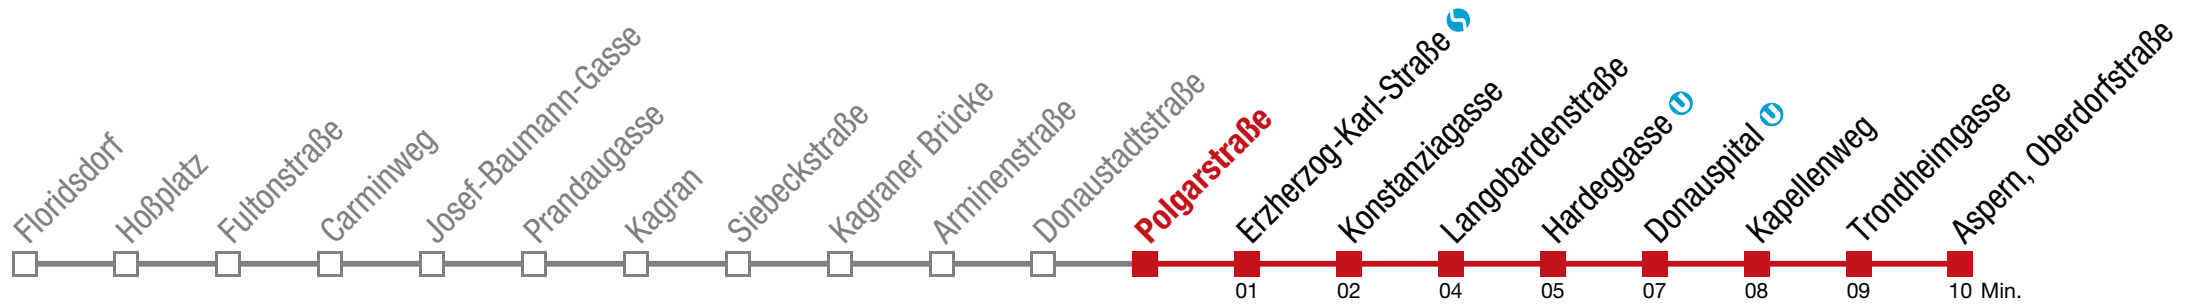 Floridsdorf
Hoßplatz
Fultonstraße
Carminweg
Josef-Baumann-Gasse
Prandaugasse
Kagran
Siebeckstraße
Kagraner Brücke
Arminenstraße
Donaustadtstraße
Polgarstraße
Erzherzog-Karl-Straße S
Konstanziagasse
Langobardenstraße
Hardeggasse U
Donauspital U
Kapellenweg
Trondheimgasse
Aspern, Oberdorfstraße
01 02 04 05 07 08 09 10 Min.